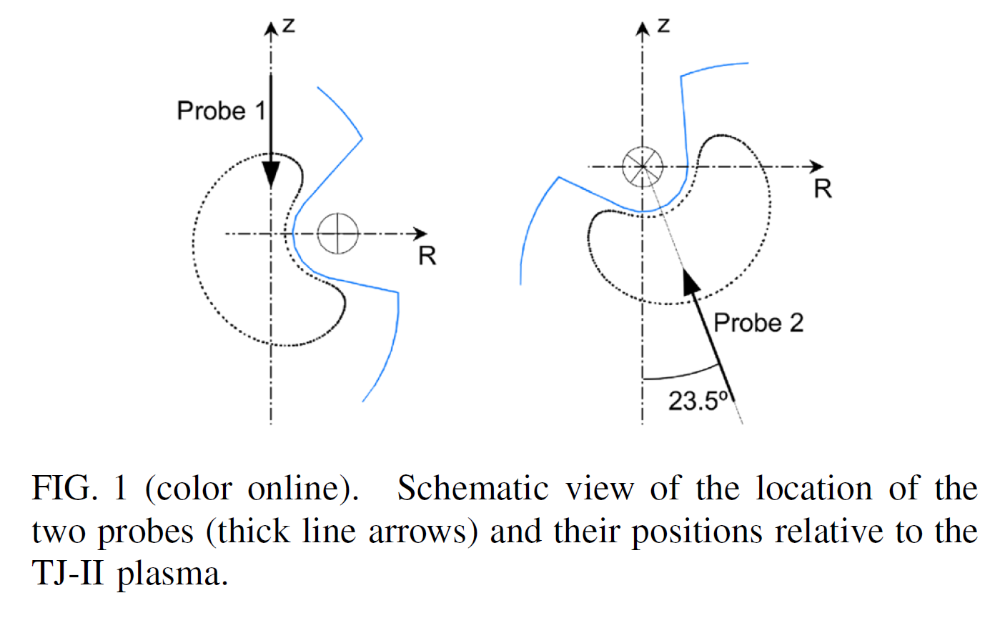 z
Probe 1
R
z
R
Probe 2
23.5º
FIG. 1 (color online). Schematic view of the location of the
two probes (thick line arrows) and their positions relative to the
TJ-II plasma.